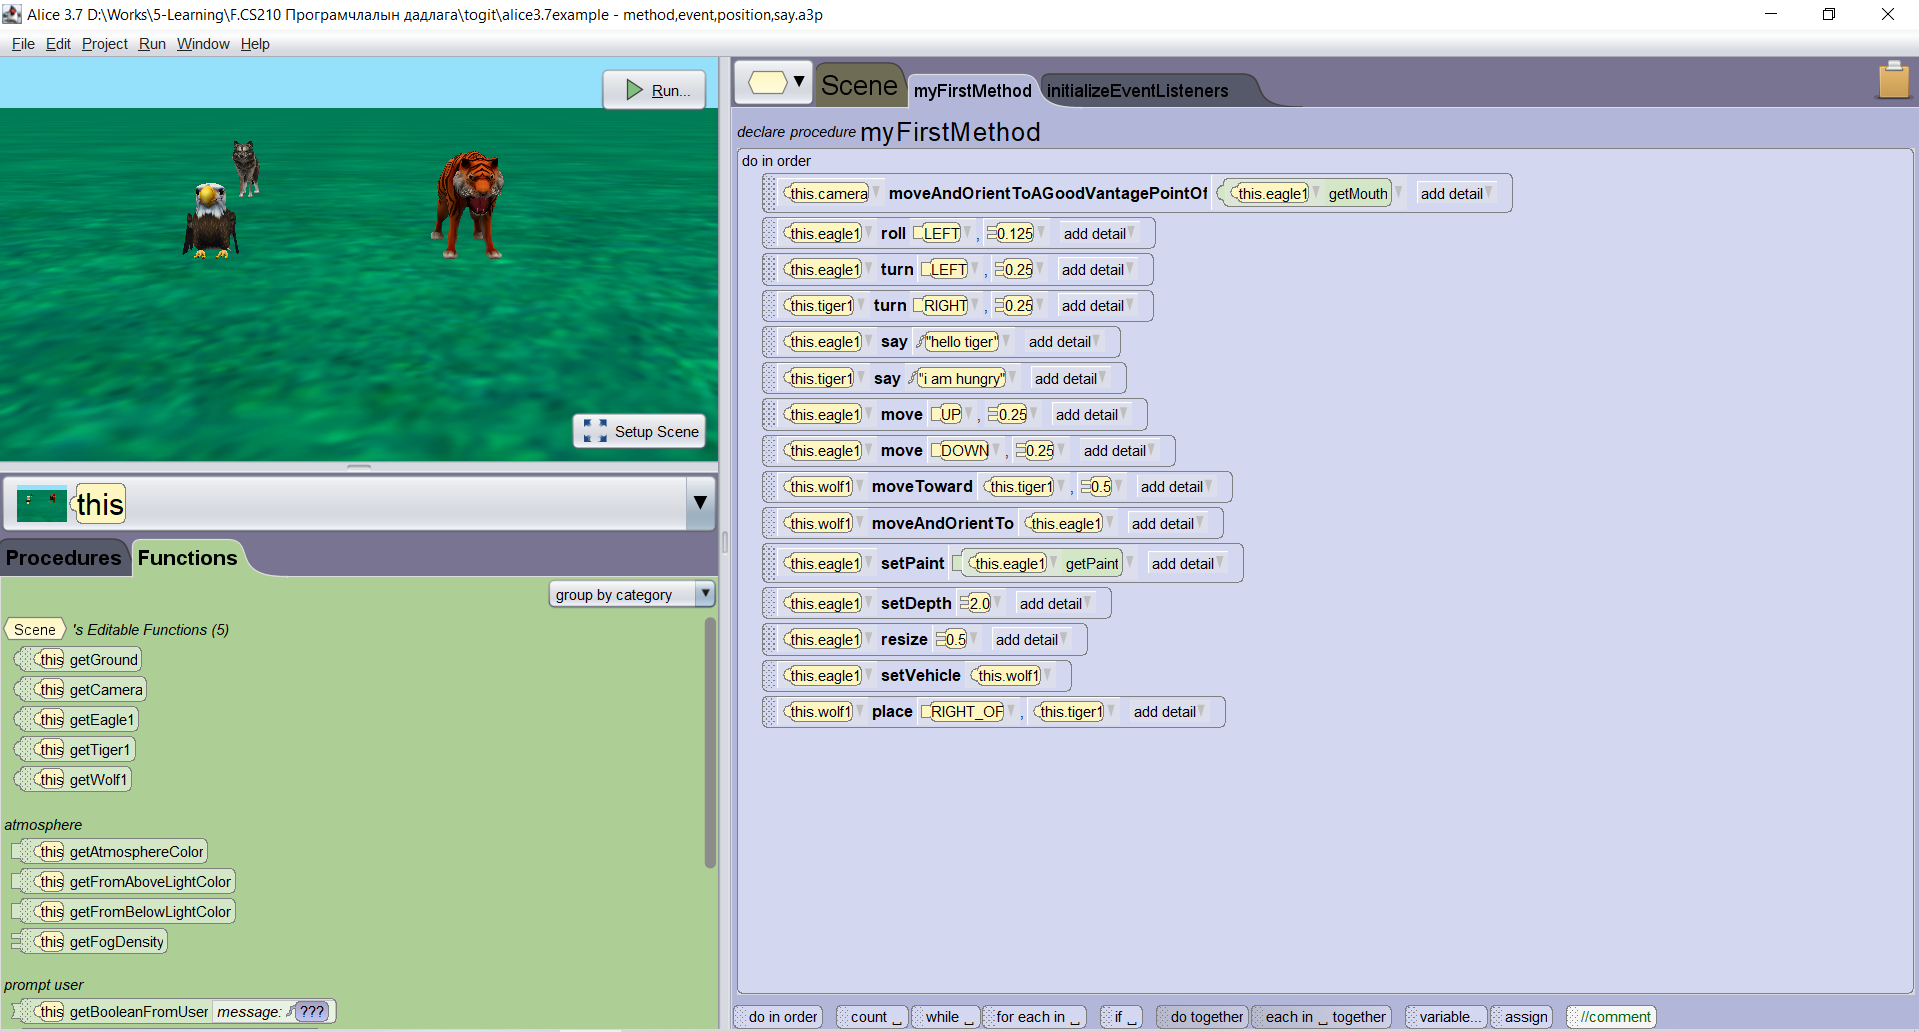 Alice 3.7 D:\Works\5-Learning\F.CS210 Програмчлалын дадлага\togit\alice3.7example - method,event,position,say.a3p
File Edit Project Run Window Help
Run...
Setup Scene
this
Procedures Functions
group by category
Scene 's Editable Functions (5)
this getGround
this getCamera
this getEagle1
this getTiger1
this getWolf1
atmosphere
this getAtmosphereColor
this getFromAboveLightColor
this getFromBelowLightColor
this getFogDensity
prompt user
this getBooleanFromUser message: ???
Scene myFirstMethod initializeEventListeners
declare procedure myFirstMethod
do in order
this.camera moveAndOrientToAGoodVantagePointOf this.eagle1 getMouth add detail
this.eagle1 roll LEFT , 0.125 add detail
this.eagle1 turn LEFT , 0.25 add detail
this.tiger1 turn RIGHT , 0.25 add detail
this.eagle1 say "hello tiger" add detail
this.tiger1 say "i am hungry" add detail
this.eagle1 move UP , 0.25 add detail
this.eagle1 move DOWN , 0.25 add detail
this.wolf1 moveToward this.tiger1 , 0.5 add detail
this.wolf1 moveAndOrientTo this.eagle1 add detail
this.eagle1 setPaint this.eagle1 getPaint add detail
this.eagle1 setDepth 2.0 add detail
this.eagle1 resize 0.5 add detail
this.eagle1 setVehicle this.wolf1
this.wolf1 place RIGHT_OF , this.tiger1 add detail
do in order count _ while _ for each in _ if _ do together each in _ together variable... assign //comment